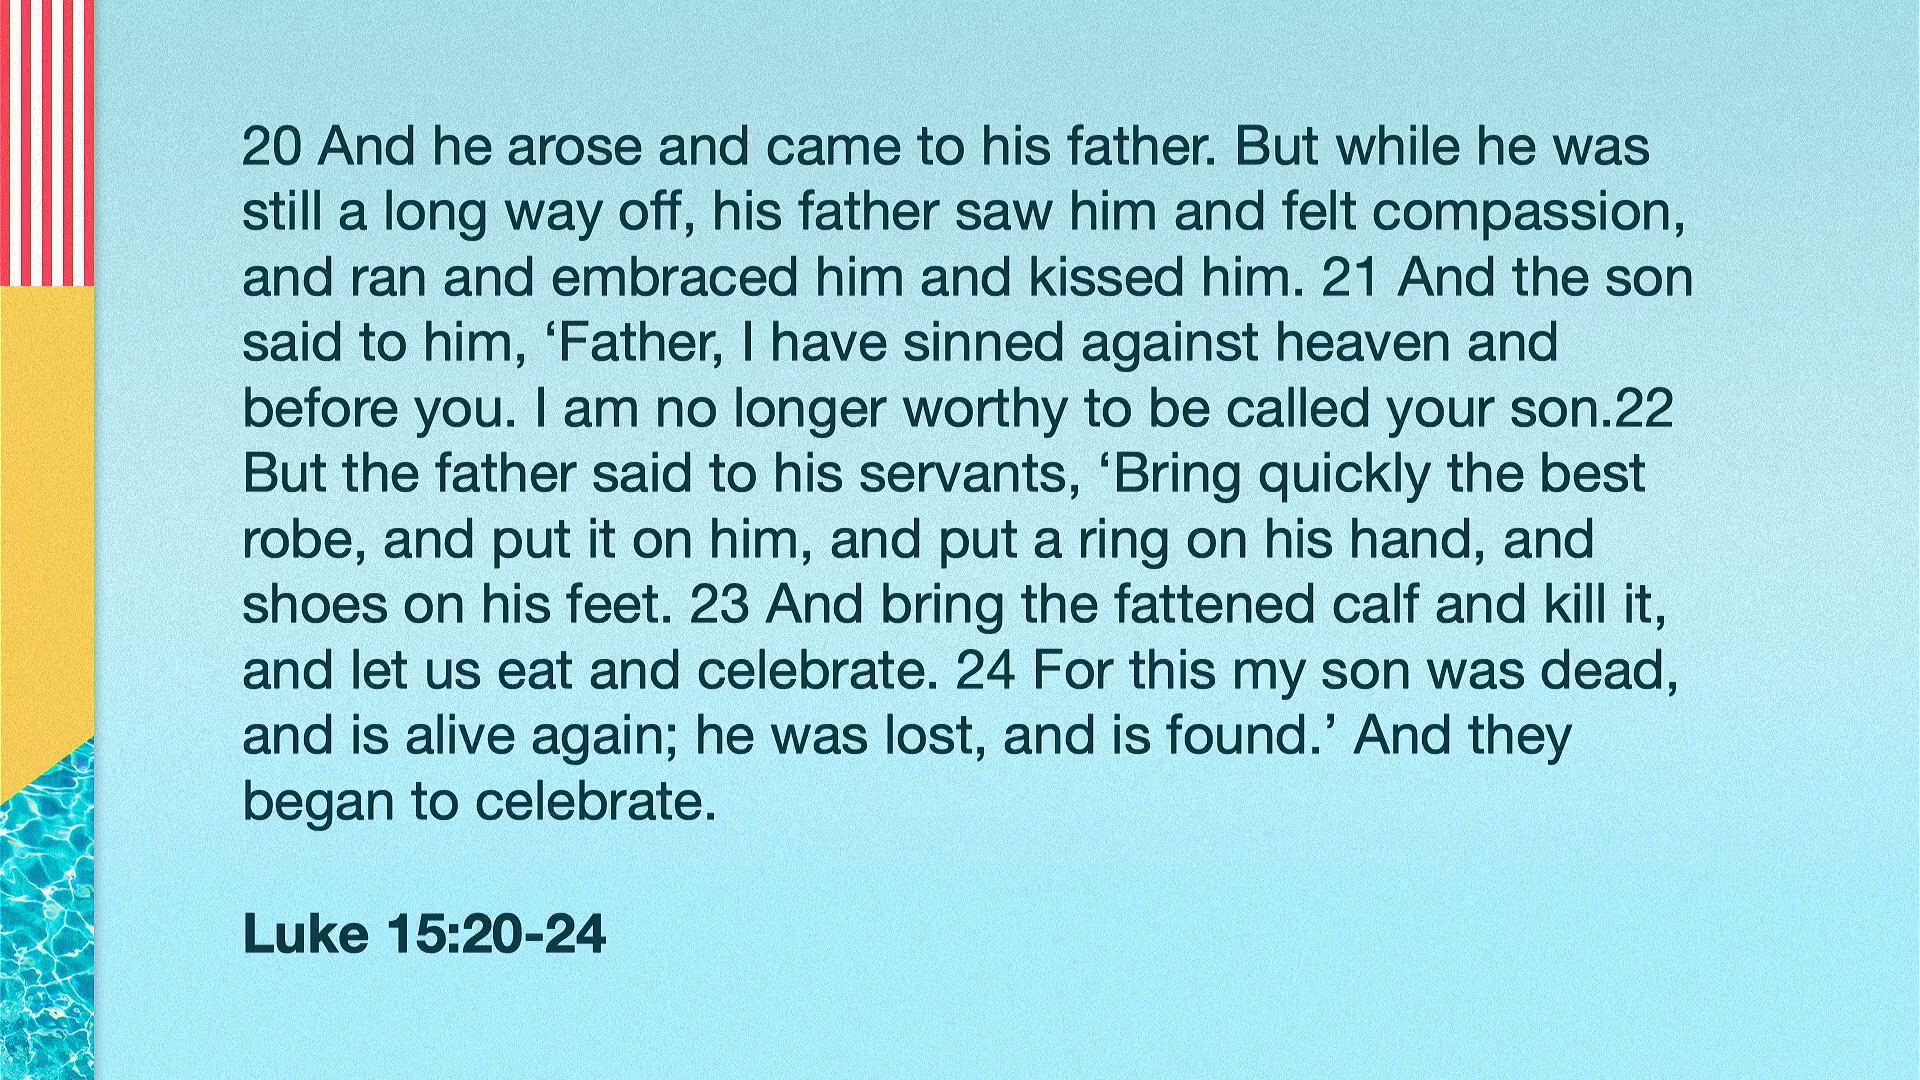 20 And he arose and came to his father. But while he was
still a long way off, his father saw him and felt compassion,
and ran and embraced him and kissed him. 21 And the son
said to him, ‘Father, I have sinned against heaven and
before you. I am no longer worthy to be called your son.22
But the father said to his servants, ‘Bring quickly the best
robe, and put it on him, and put a ring on his hand, and
shoes on his feet. 23 And bring the fattened calf and kill it,
and let us eat and celebrate. 24 For this my son was dead,
and is alive again; he was lost, and is found.’ And they
began to celebrate.
Luke 15:20-24